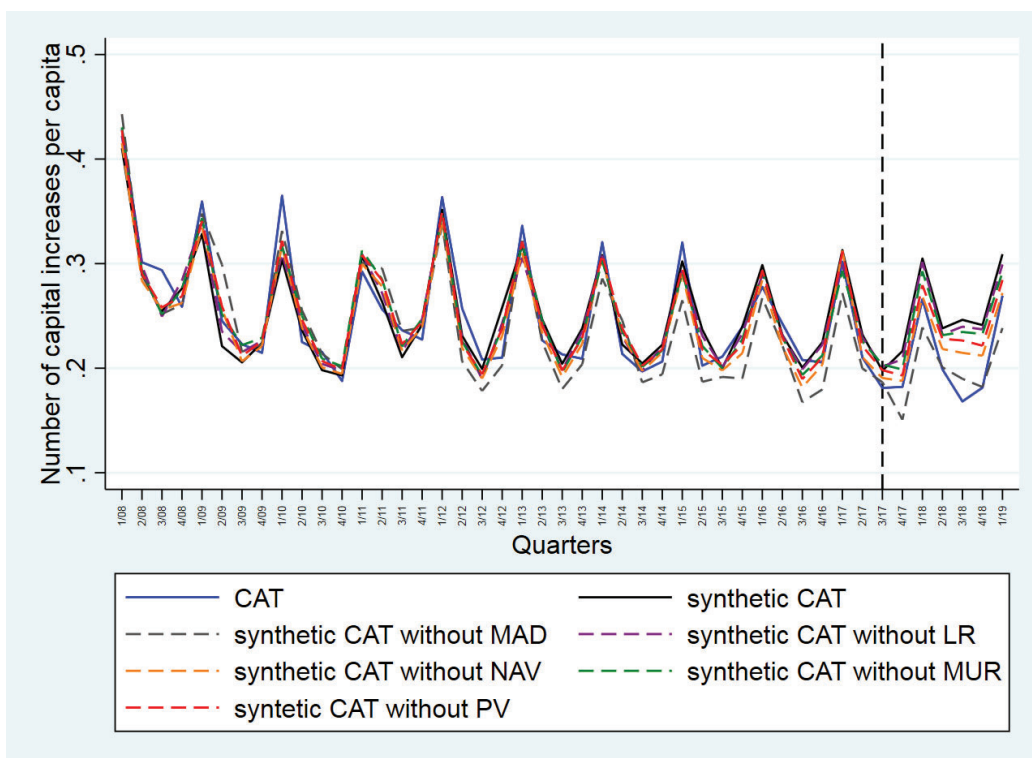 Number of capital increases per capita
.5
.4
.3
.2
.1
1/08 2/08 3/08 4/08 1/09 2/09 3/09 4/09 1/10 2/10 3/10 4/10 1/11 2/11 3/11 4/11 1/12 2/12 3/12 4/12 1/13 2/13 3/13 4/13 1/14 2/14 3/14 4/14 1/15 2/15 3/15 4/15 1/16 2/16 3/16 4/16 1/17 2/17 3/17 4/17 1/18 2/18 3/18 4/18 1/19
Quarters
CAT synthetic CAT
synthetic CAT without MAD synthetic CAT without LR
synthetic CAT without NAV synthetic CAT without MUR
syntetic CAT without PV